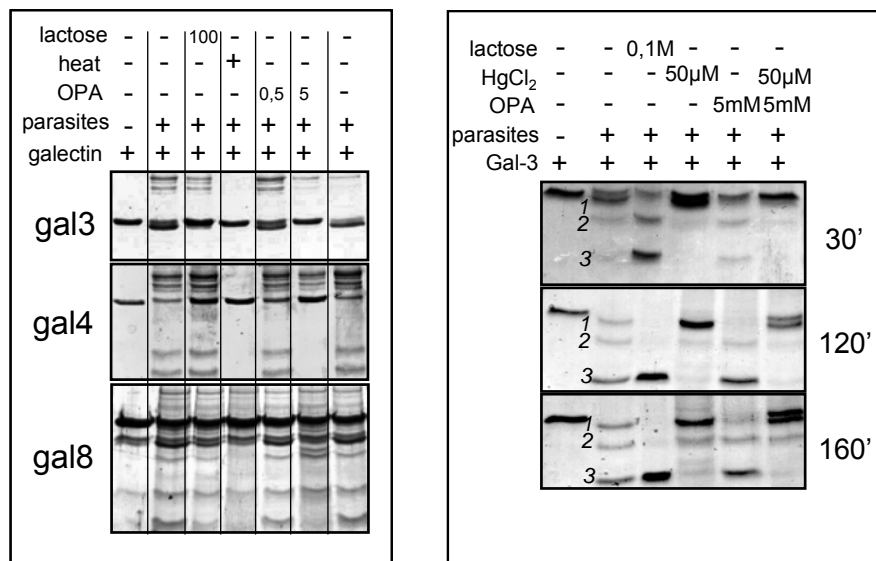 lactose - - 100 - - - -
heat - - - + - - -
OPA - - - - 0,5 5 -
parasites - + + + + + +
galectin + + + + + + +
gal3
gal4
gal8
lactose - - 0,1M - - -
HgCl₂ - - - 50µM - 50µM
OPA - - - - 5mM 5mM
parasites - + + + + +
Gal-3 + + + + + +
1
2
3
30'
1
2
3
120'
1
2
3
160'